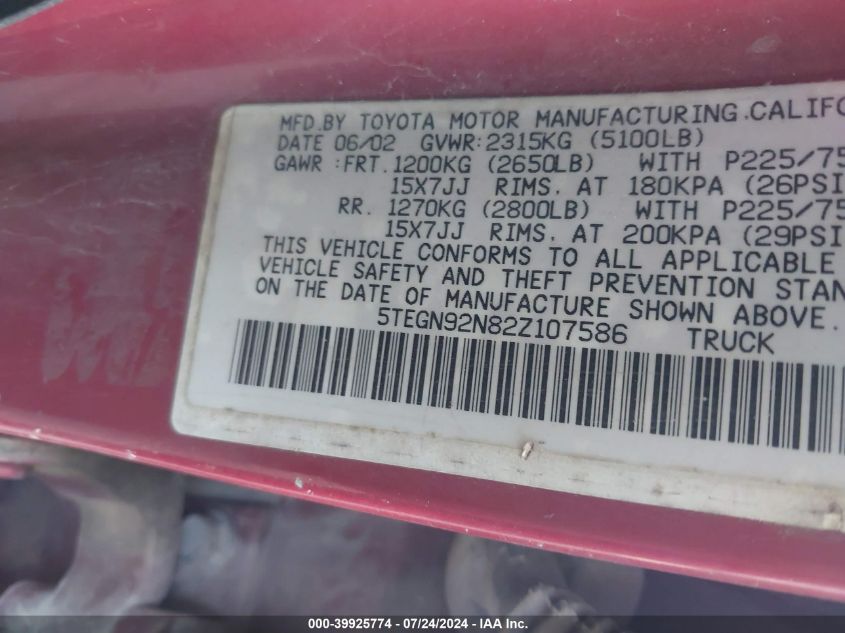 MFD.BY TOYOTA MOTOR MANUFACTURING.CALIFO
DATE 06/02 GVWR:2315KG (5100LB)
GAWR :FRT.1200KG (2650LB) WITH P225/75
15X7JJ RIMS. AT 180KPA (26PSI
RR. 1270KG (2800LB) WITH P225/75
15X7JJ RIMS. AT 200KPA (29PSI
THIS VEHICLE CONFORMS TO ALL APPLICABLE
VEHICLE SAFETY AND THEFT PREVENTION STAN
ON THE DATE OF MANUFACTURE SHOWN ABOVE.
5TEGN92N82Z107586 TRUCK
000-39925774 / 07/24/2024 - IAA Inc.